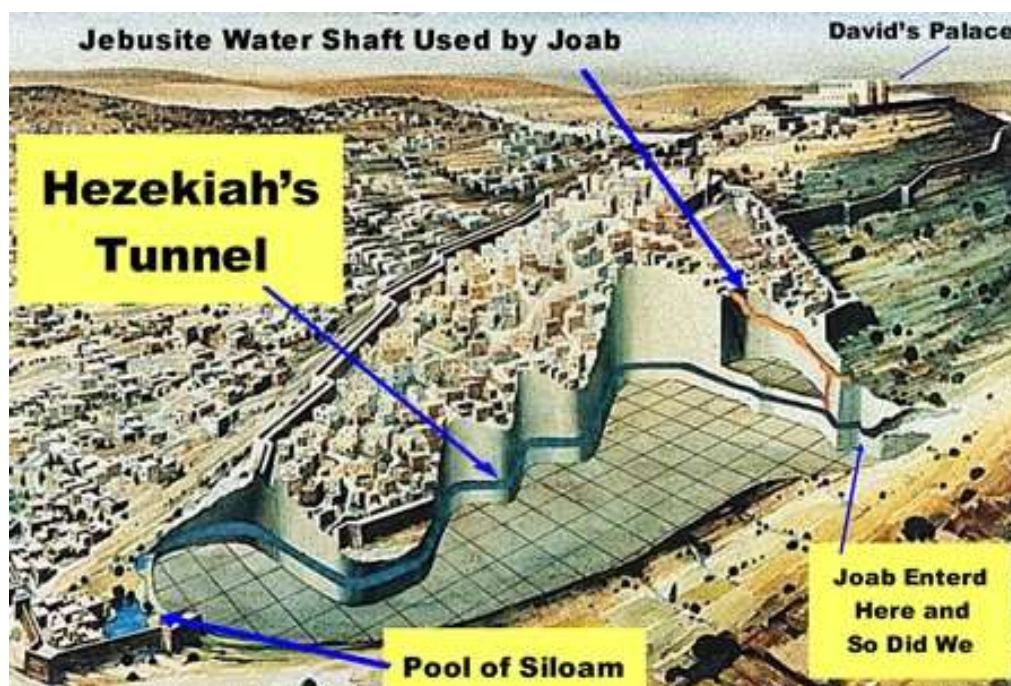 Jebusite Water Shaft Used by Joab
David's Palace
Hezekiah's
Tunnel
Joab Enterd
Here and
So Did We
Pool of Siloam